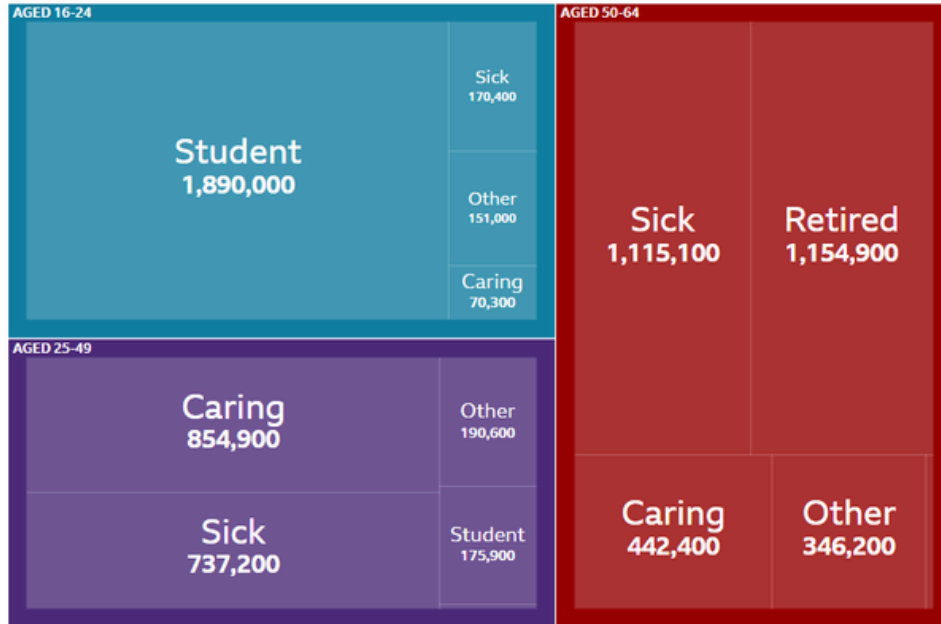 AGED 16-24
Student
1,890,000
Sick
170,400
Other
151,000
Caring
70,300
AGED 25-49
Caring
854,900
Sick
737,200
Other
190,600
Student
175,900
AGED 50-64
Sick
1,115,100
Retired
1,154,900
Caring
442,400
Other
346,200